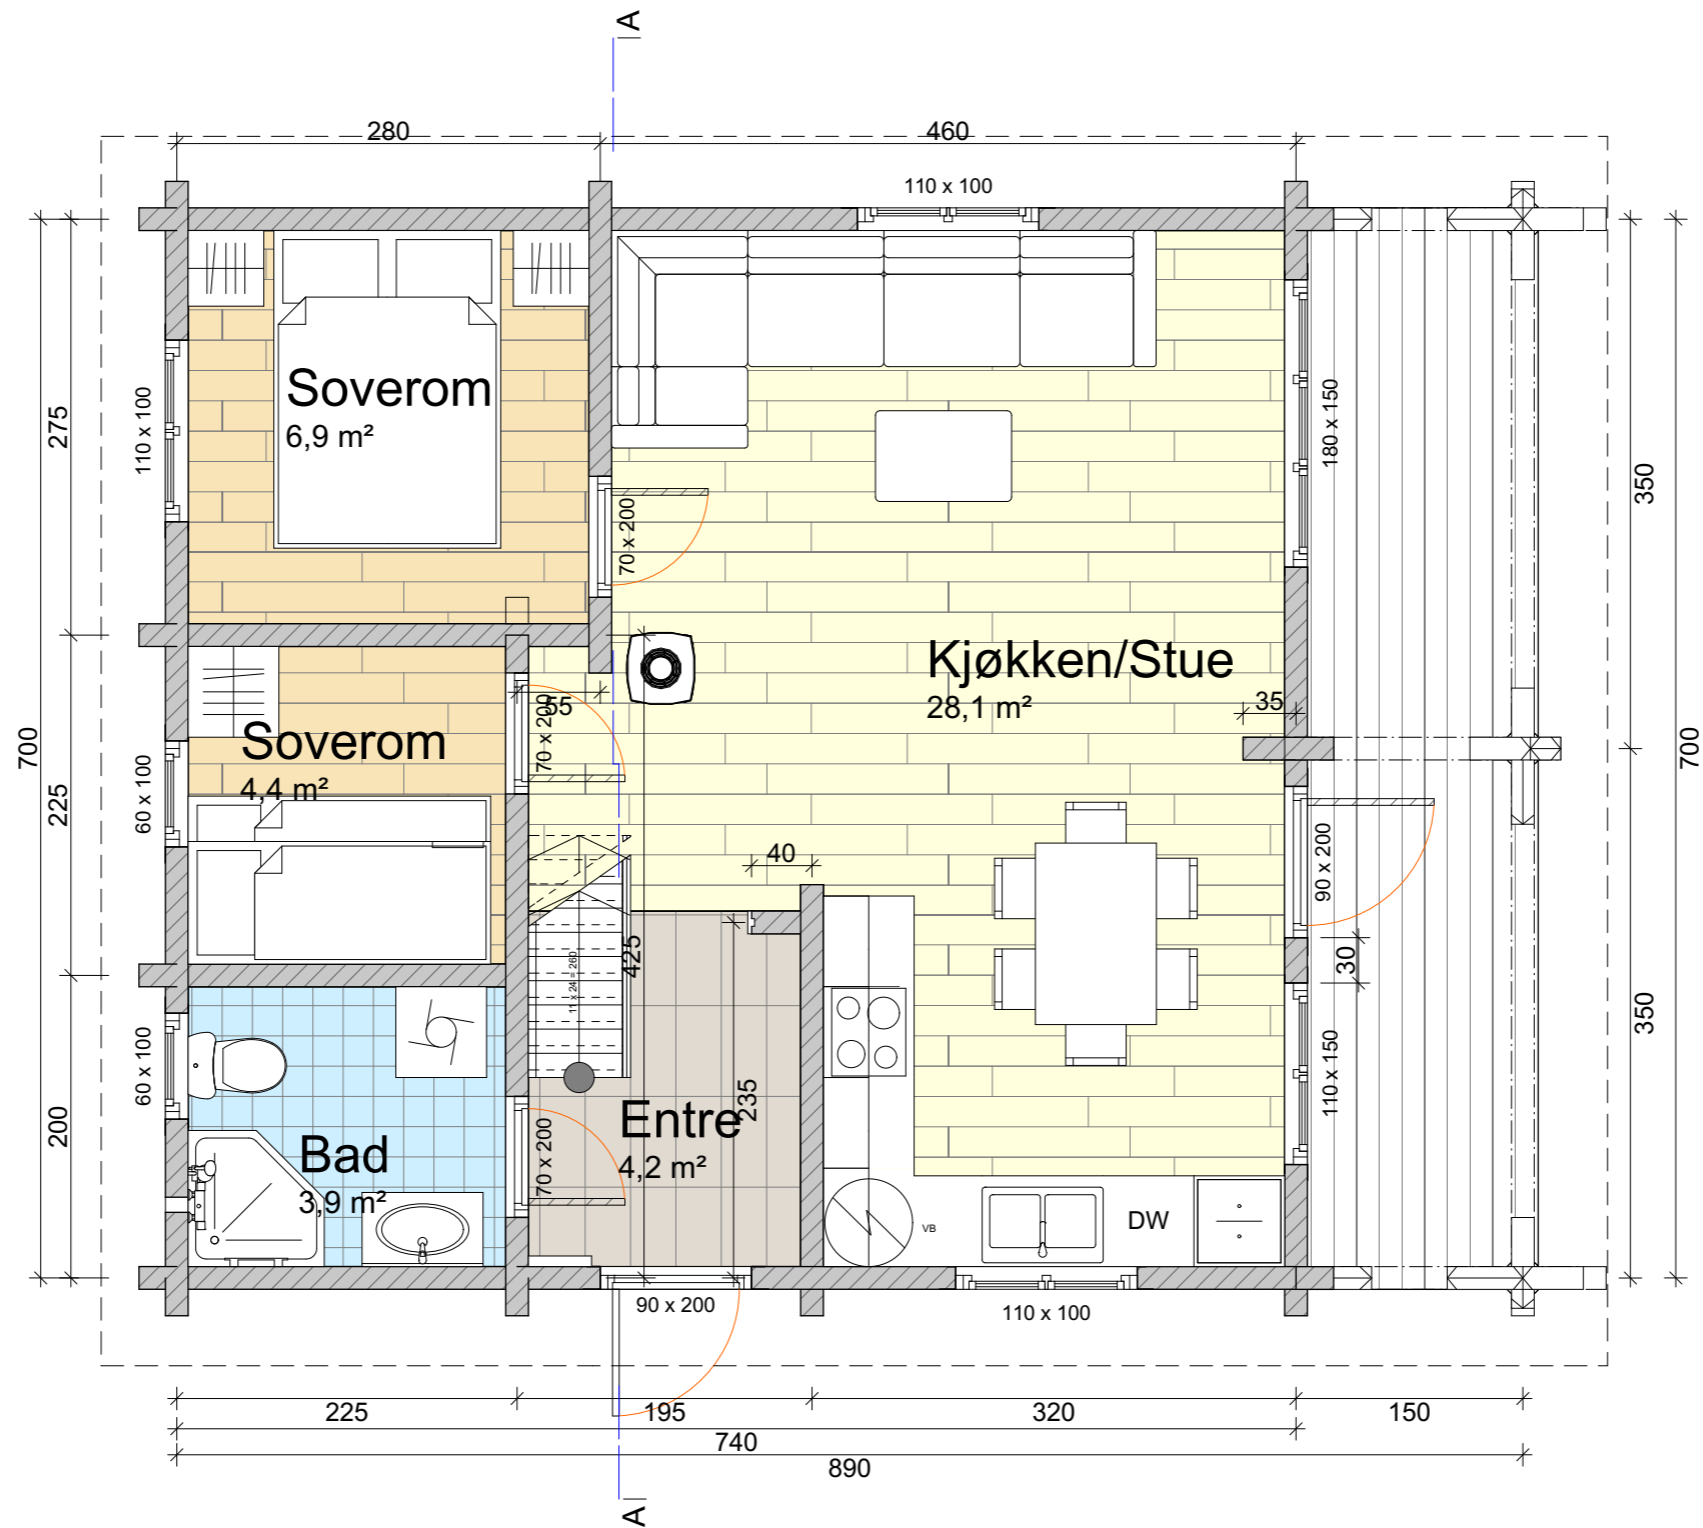 A
280
460
110 x 100
Soverom
6,9 m²
110 x 100
275
180 x 150
350
70 x 200
Kjøkken/Stue
28,1 m²
35
55
70 x 200
Soverom
4,4 m²
700
700
225
60 x 100
40
90 x 200
425
11 x 24 = 260
30
350
60 x 100
110 x 150
235
Entre
4,2 m²
200
Bad
3,9 m²
70 x 200
VB
DW
90 x 200
110 x 100
225
195
320
150
740
890
A